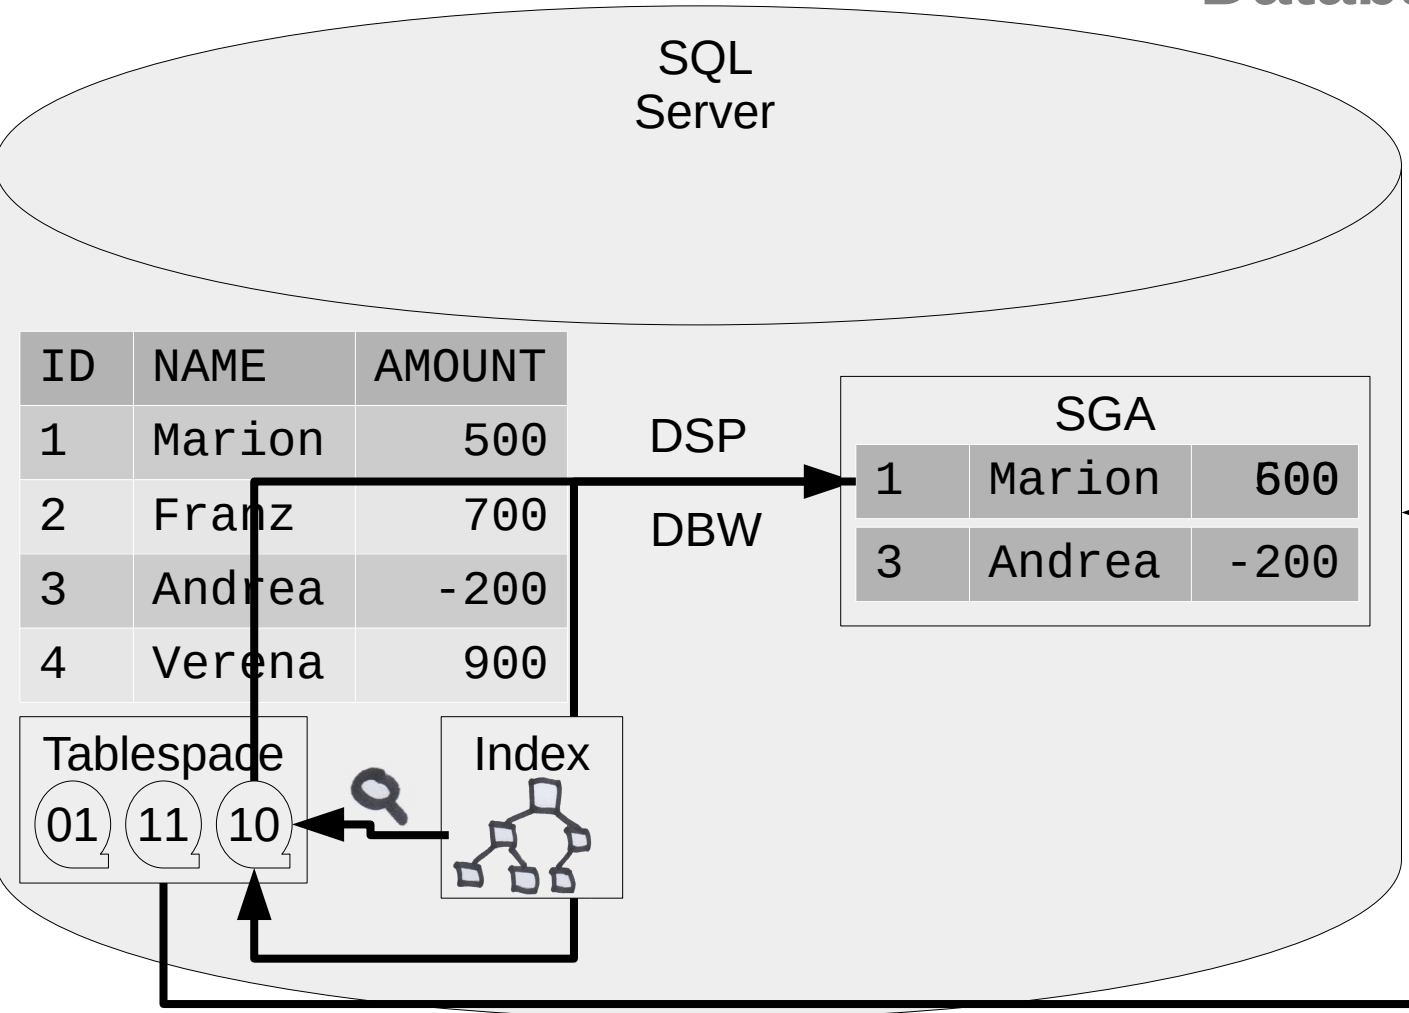 SQL
Server
ID NAME AMOUNT
1 Marion 500
2 Franz 700
3 Andrea -200
4 Verena 900
DSP
DBW
SGA
1 Marion
3 Andrea -200
Tablespace
01 11 10
Index